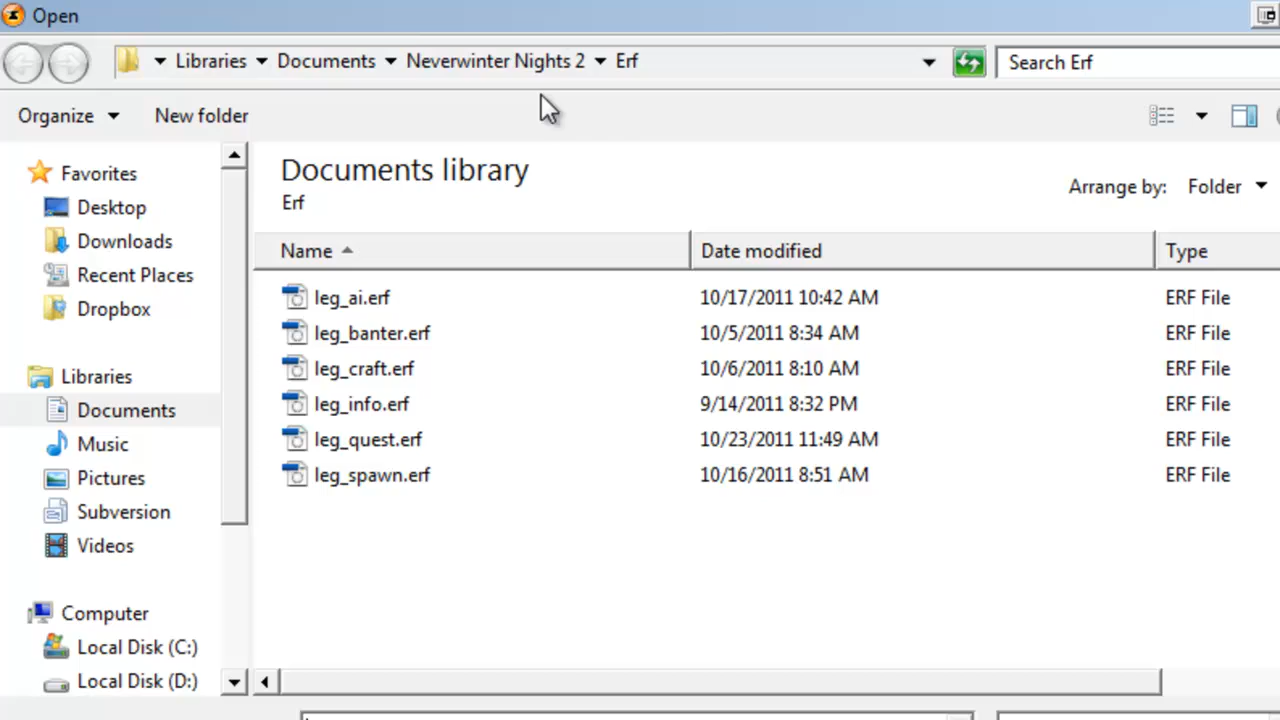 Open
Libraries Documents Neverwinter Nights 2 Erf
Search Erf
Organize New folder
Favorites
Desktop
Downloads
Recent Places
Dropbox
Libraries
Documents
Music
Pictures
Subversion
Videos
Computer
Local Disk (C:)
Local Disk (D:)
Documents library
Erf
Arrange by: Folder
Name Date modified Type
leg_ai.erf 10/17/2011 10:42 AM ERF File
leg_banter.erf 10/5/2011 8:34 AM ERF File
leg_craft.erf 10/6/2011 8:10 AM ERF File
leg_info.erf 9/14/2011 8:32 PM ERF File
leg_quest.erf 10/23/2011 11:49 AM ERF File
leg_spawn.erf 10/16/2011 8:51 AM ERF File